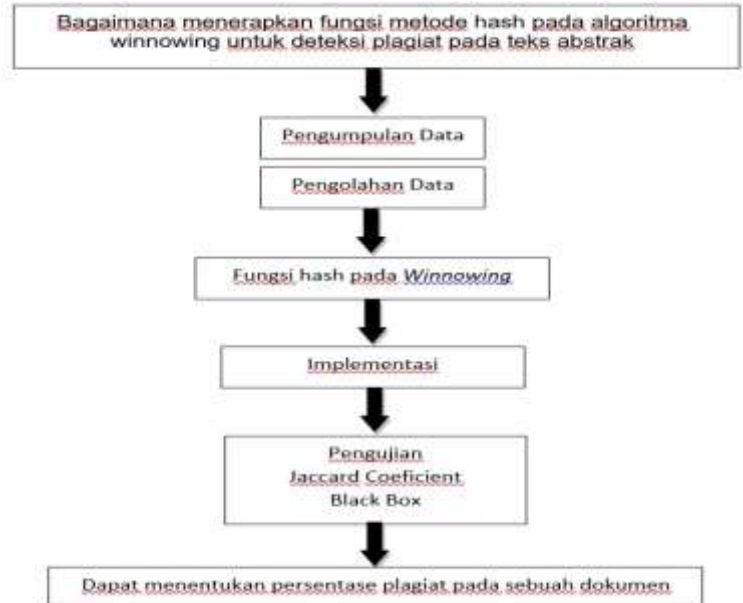 Bagaimana menerapkan fungsi metode hash pada algoritma
winnowing untuk deteksi plagiat pada teks abstrak
Pengumpulan Data
Pengolahan Data
Fungsi hash pada Winnowing
Implementasi
Pengujian
Jaccard Coeficient
Black Box
Dapat menentukan persentase plagiat pada sebuah dokumen